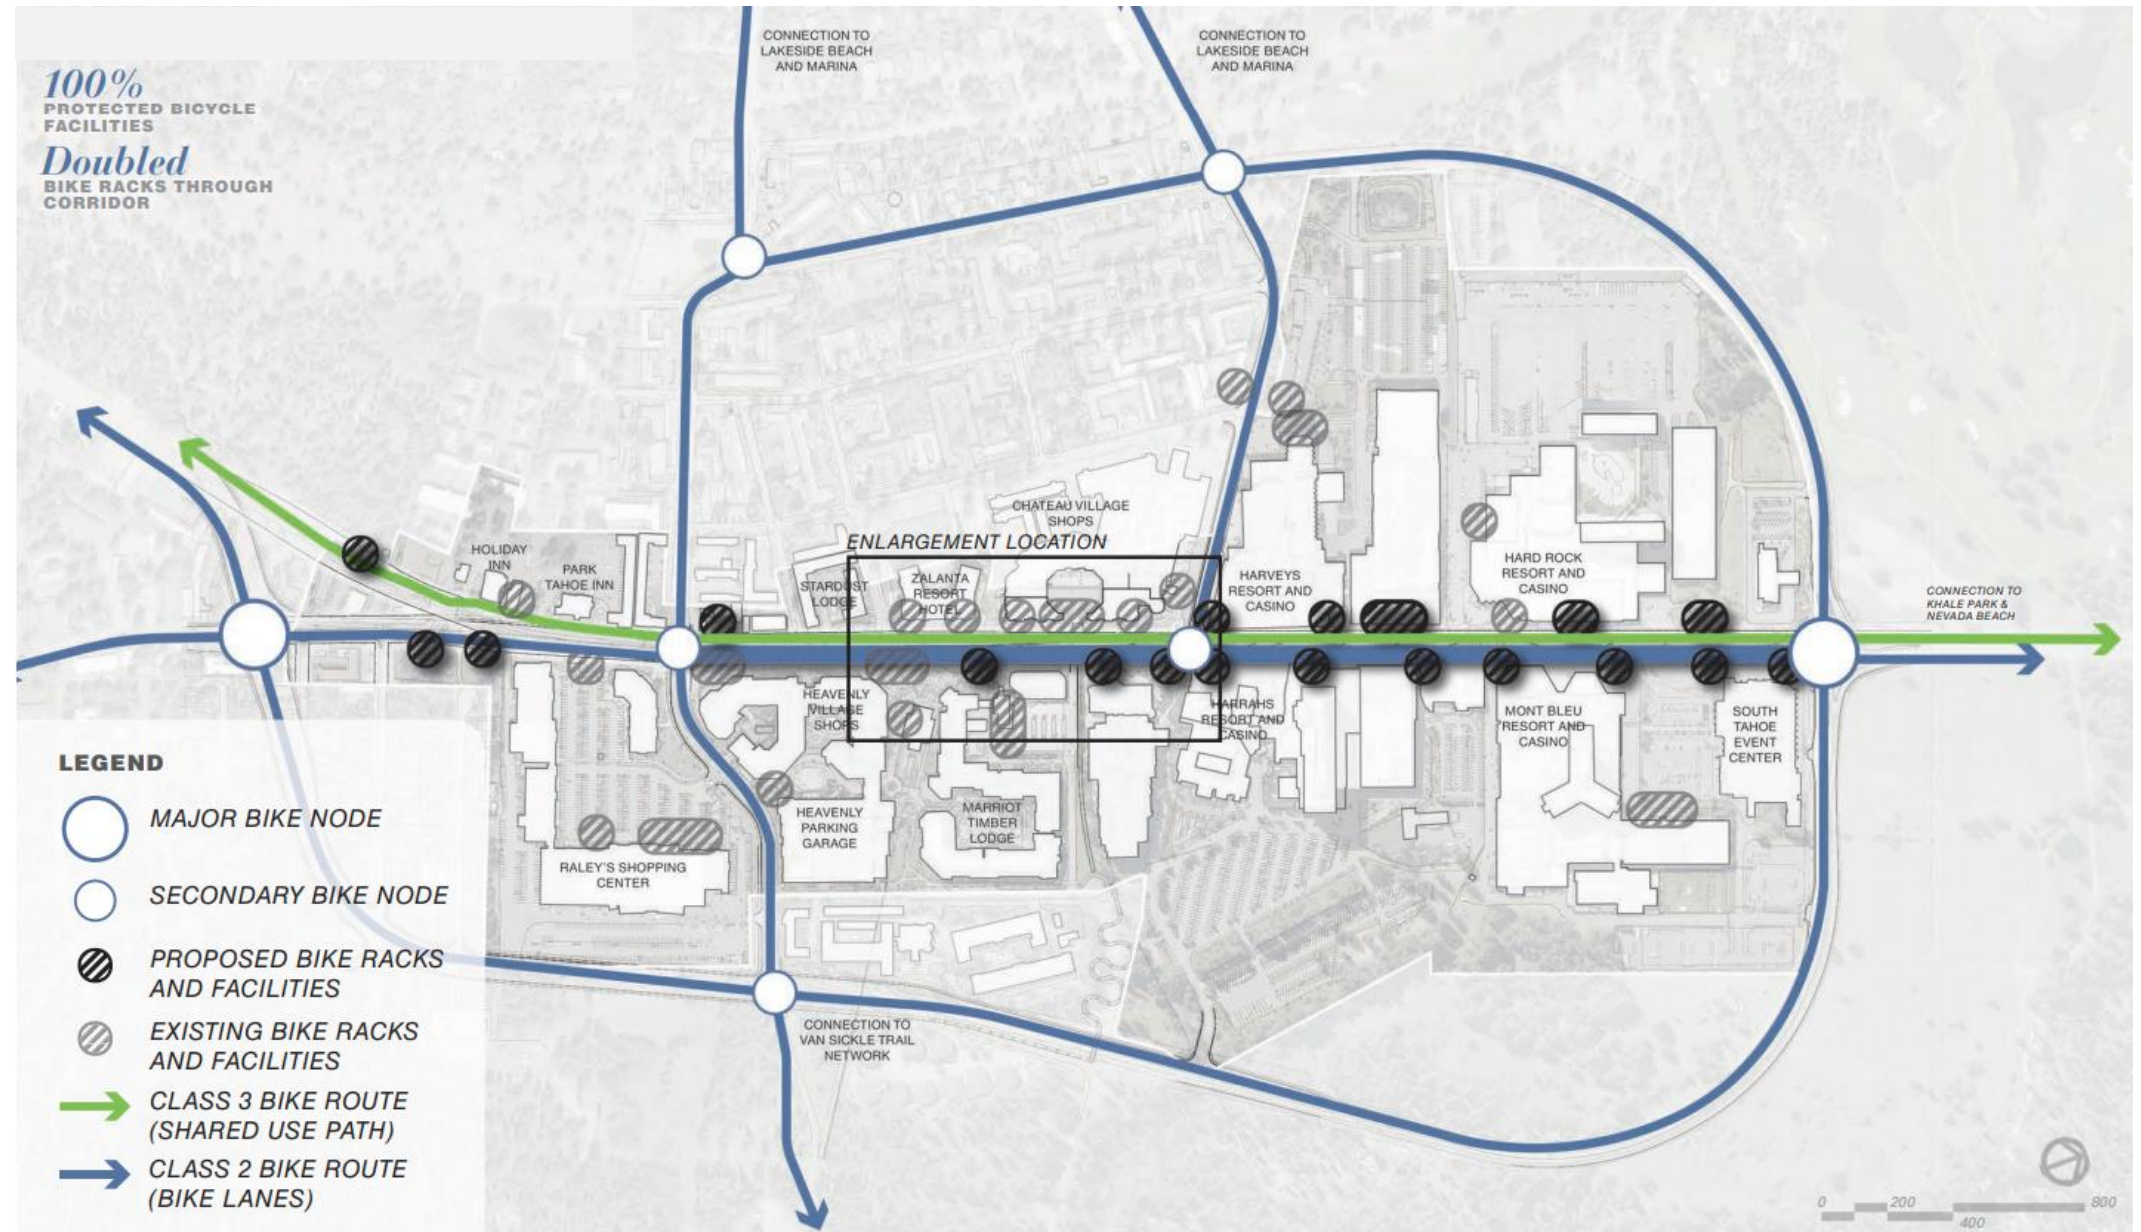 100%
PROTECTED BICYCLE
FACILITIES
Doubled
BIKE RACKS THROUGH
CORRIDOR
CONNECTION TO
LAKESIDE BEACH
AND MARINA
CONNECTION TO
LAKESIDE BEACH
AND MARINA
CHATEAU VILLAGE
SHOPS
ENLARGEMENT LOCATION
HOLIDAY
INN
PARK
TAHOE INN
STARDUST
LODGE
ZALANTA
RESORT
HOTEL
HARVEYS
RESORT AND
CASINO
HARD ROCK
RESORT AND
CASINO
CONNECTION TO
KHALE PARK &
NEVADA BEACH
HEAVENLY
VILLAGE
SHOPS
HARRAHS
RESORT AND
CASINO
MONT BLEU
RESORT AND
CASINO
SOUTH
TAHOE
EVENT
CENTER
HEAVENLY
PARKING
GARAGE
MARRIOT
TIMBER
LODGE
RALEY'S SHOPPING
CENTER
CONNECTION TO
VAN SICKLE TRAIL
NETWORK
LEGEND
MAJOR BIKE NODE
SECONDARY BIKE NODE
PROPOSED BIKE RACKS
AND FACILITIES
EXISTING BIKE RACKS
AND FACILITIES
CLASS 3 BIKE ROUTE
(SHARED USE PATH)
CLASS 2 BIKE ROUTE
(BIKE LANES)
0 200 800
400